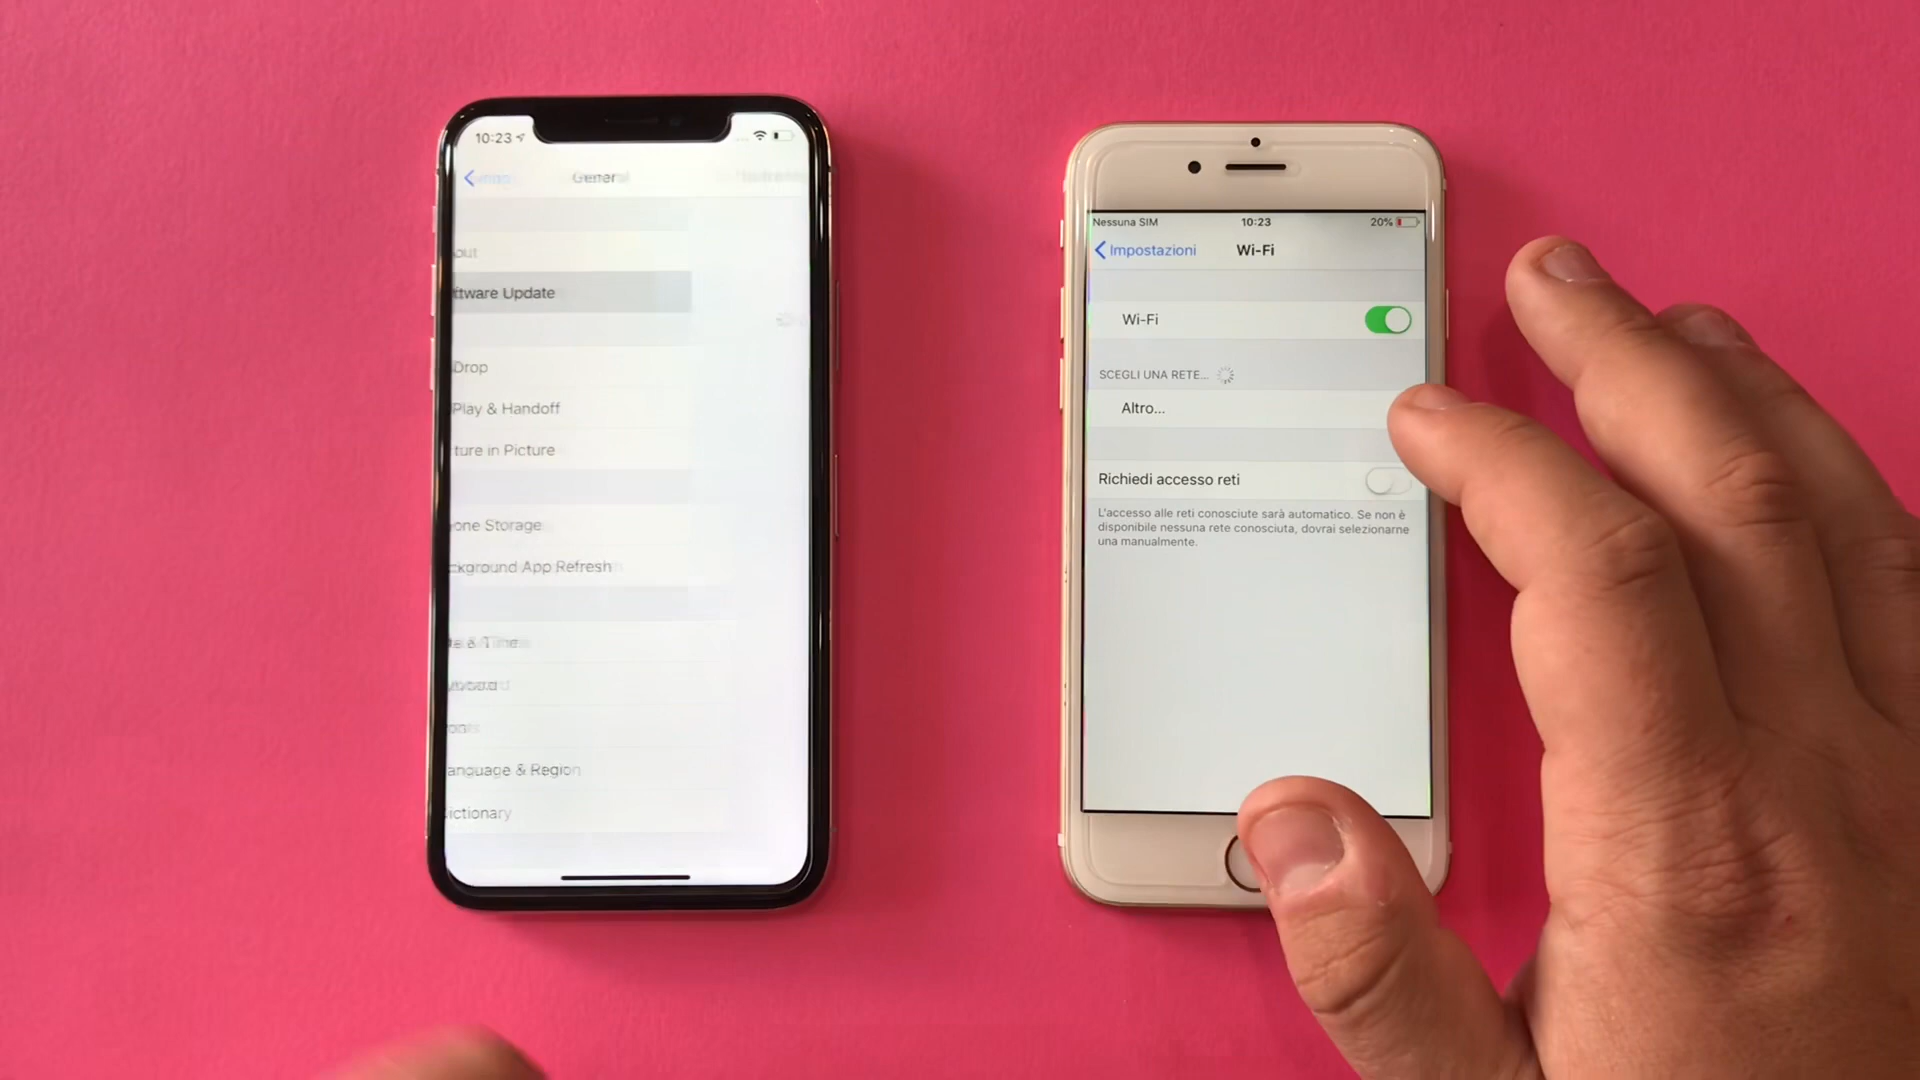 10:23
General
out
ftware Update
Drop
Play & Handoff
ture in Picture
one Storage
ckground App Refresh
te & Time
onts
anguage & Region
ictionary
Nessuna SIM
10:23
20%
Impostazioni
Wi-Fi
Wi-Fi
SCEGLI UNA RETE...
Altro...
Richiedi accesso reti
L'accesso alle reti conosciute sarà automatico. Se non è
disponibile nessuna rete conosciuta, dovrai selezionarne
una manualmente.